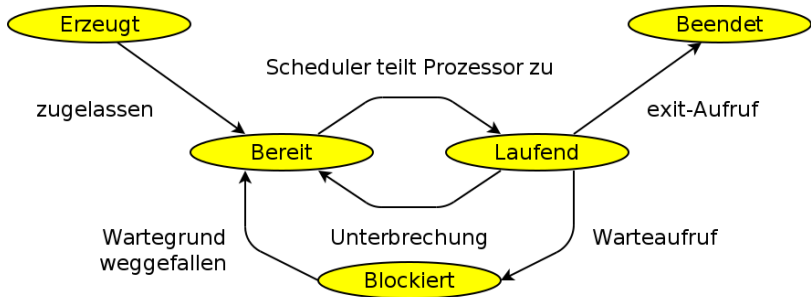 Erzeugt
Beendet
Scheduler teilt Prozessor zu
zugelassen
exit-Aufruf
Bereit
Laufend
Wartegrund
weggefallen
Unterbrechung
Warteaufruf
Blockiert